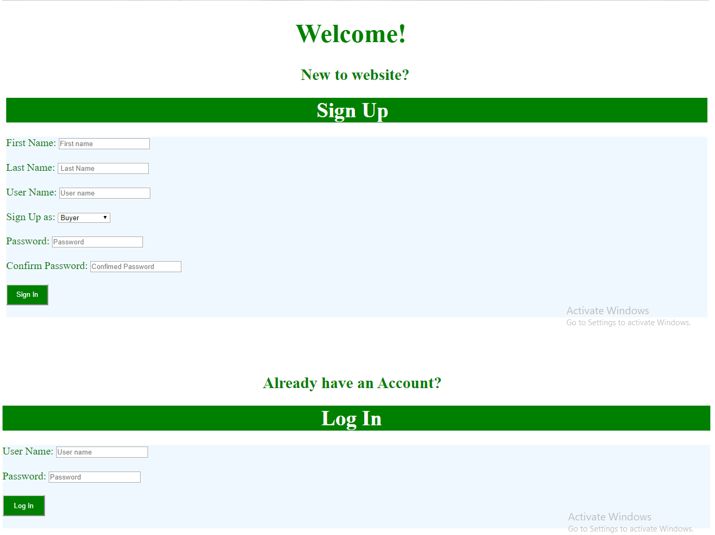 Welcome!
New to website?
Sign Up
First Name: First name
Last Name: Last Name
User Name: User name
Sign Up as: Buyer
Password: Password
Confirm Password: Confimed Password
Sign In
Activate Windows
Go to Settings to activate Windows.
Already have an Account?
Log In
User Name: User name
Password: Password
Log In
Activate Windows
Go to Settings to activate Windows.